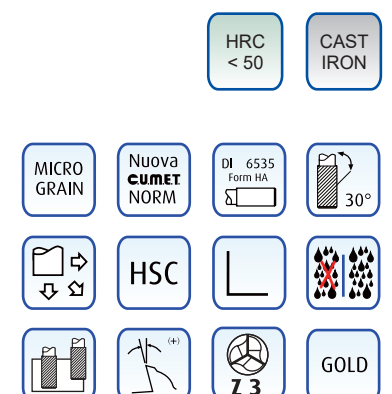 HRC
< 50
CAST
IRON
MICRO
GRAIN
Nuova
C.U.M.E.T.
NORM
DI 6535
Form HA
30°
HSC
(+)
Z 3
GOLD